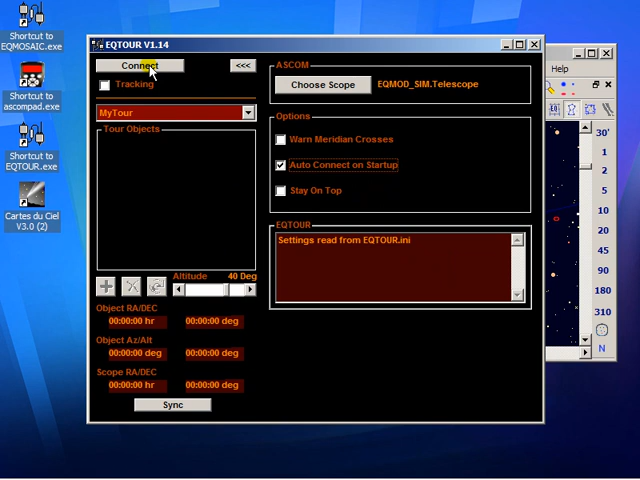 Shortcut to
EQMOSAIC.exe
Shortcut to
ascompad.exe
Shortcut to
EQTOUR.exe
Cartes du Ciel
V3.0 (2)
EQTOUR V1.14
Connect
<<<
Tracking
MyTour
Tour Objects
Altitude 40 Deg
Object RA/DEC
00:00:00 hr 00:00:00 deg
Object Az/Alt
00:00:00 deg 00:00:00 deg
Scope RA/DEC
00:00:00 hr 00:00:00 deg
Sync
ASCOM
Choose Scope EQMOD_SIM.Telescope
Options
Warn Meridian Crosses
Auto Connect on Startup
Stay On Top
EQTOUR
Settings read from EQTOUR.ini
Help
30'
1
2
5
10
20
45
90
180
310
N